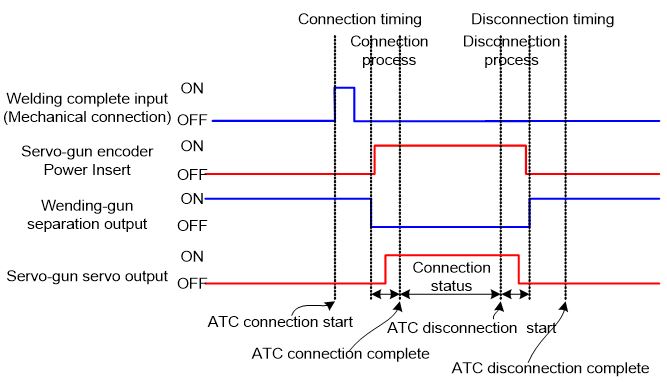 Connection timing
Disconnection timing
Connection
process
Disconnection
process
Welding complete input
(Mechanical connection)
ON
OFF
Servo-gun encoder
Power Insert
ON
OFF
Wending-gun
separation output
ON
OFF
Servo-gun servo output
ON
OFF
Connection
status
ATC connection start
ATC disconnection start
ATC connection complete
ATC disconnection complete